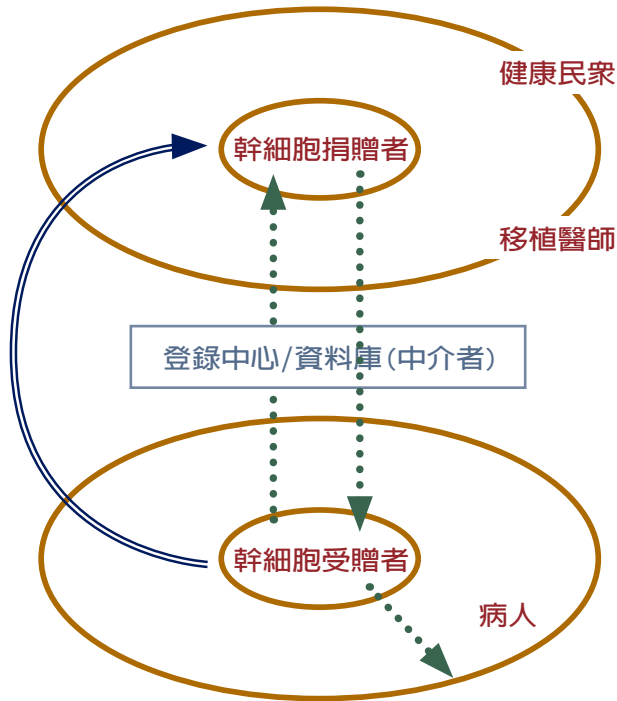 健康民眾
幹細胞捐贈者
移植醫師
登錄中心/資料庫(中介者)
幹細胞受贈者
病人